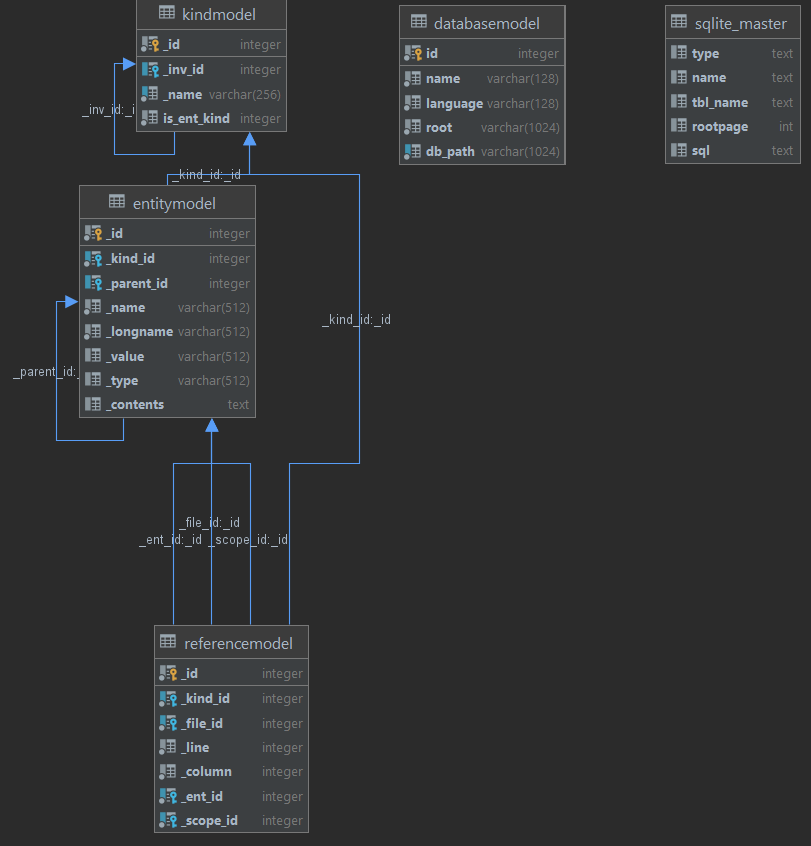 kindmodel
_id integer
_inv_id integer
_name varchar(256)
is_ent_kind integer
_inv_id:_i
databasemodel
id integer
name varchar(128)
language varchar(128)
root varchar(1024)
db_path varchar(1024)
sqlite_master
type text
name text
tbl_name text
rootpage int
sql text
_kind_id:_id
entitymodel
_id integer
_kind_id integer
_parent_id integer
_name varchar(512)
_longname varchar(512)
_value varchar(512)
_type varchar(512)
_contents text
_parent_id:
_kind_id:_id
_file_id:_id
_ent_id:_id
_scope_id:_id
referencemodel
_id integer
_kind_id integer
_file_id integer
_line integer
_column integer
_ent_id integer
_scope_id integer